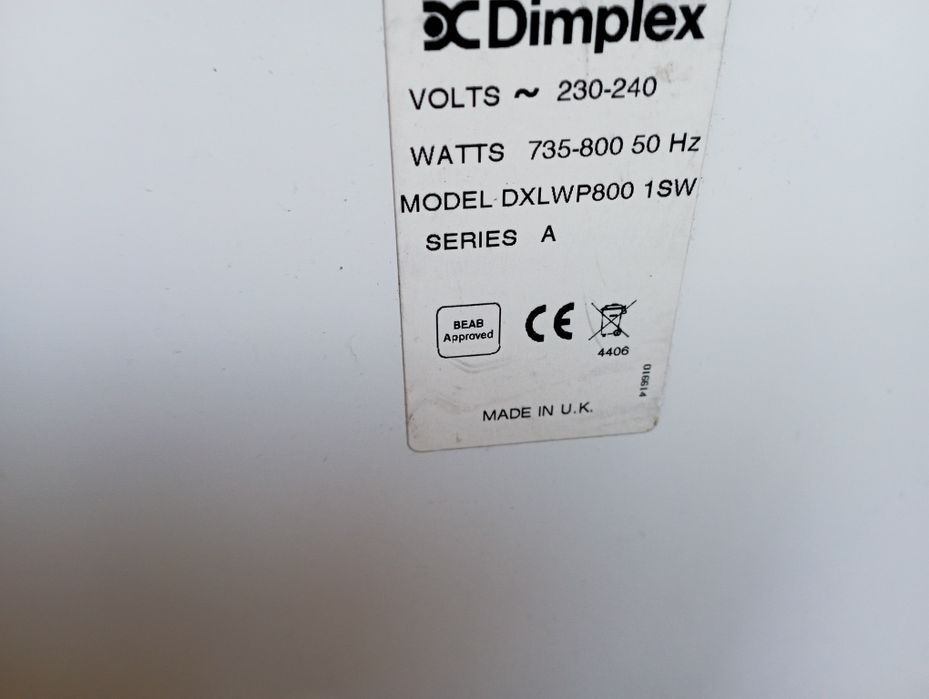 Dimplex
VOLTS ~ 230-240
WATTS 735-800 50 Hz
MODEL DXLWP800 1SW
SERIES A
BEAB
Approved
CE
4406
016614
MADE IN U.K.